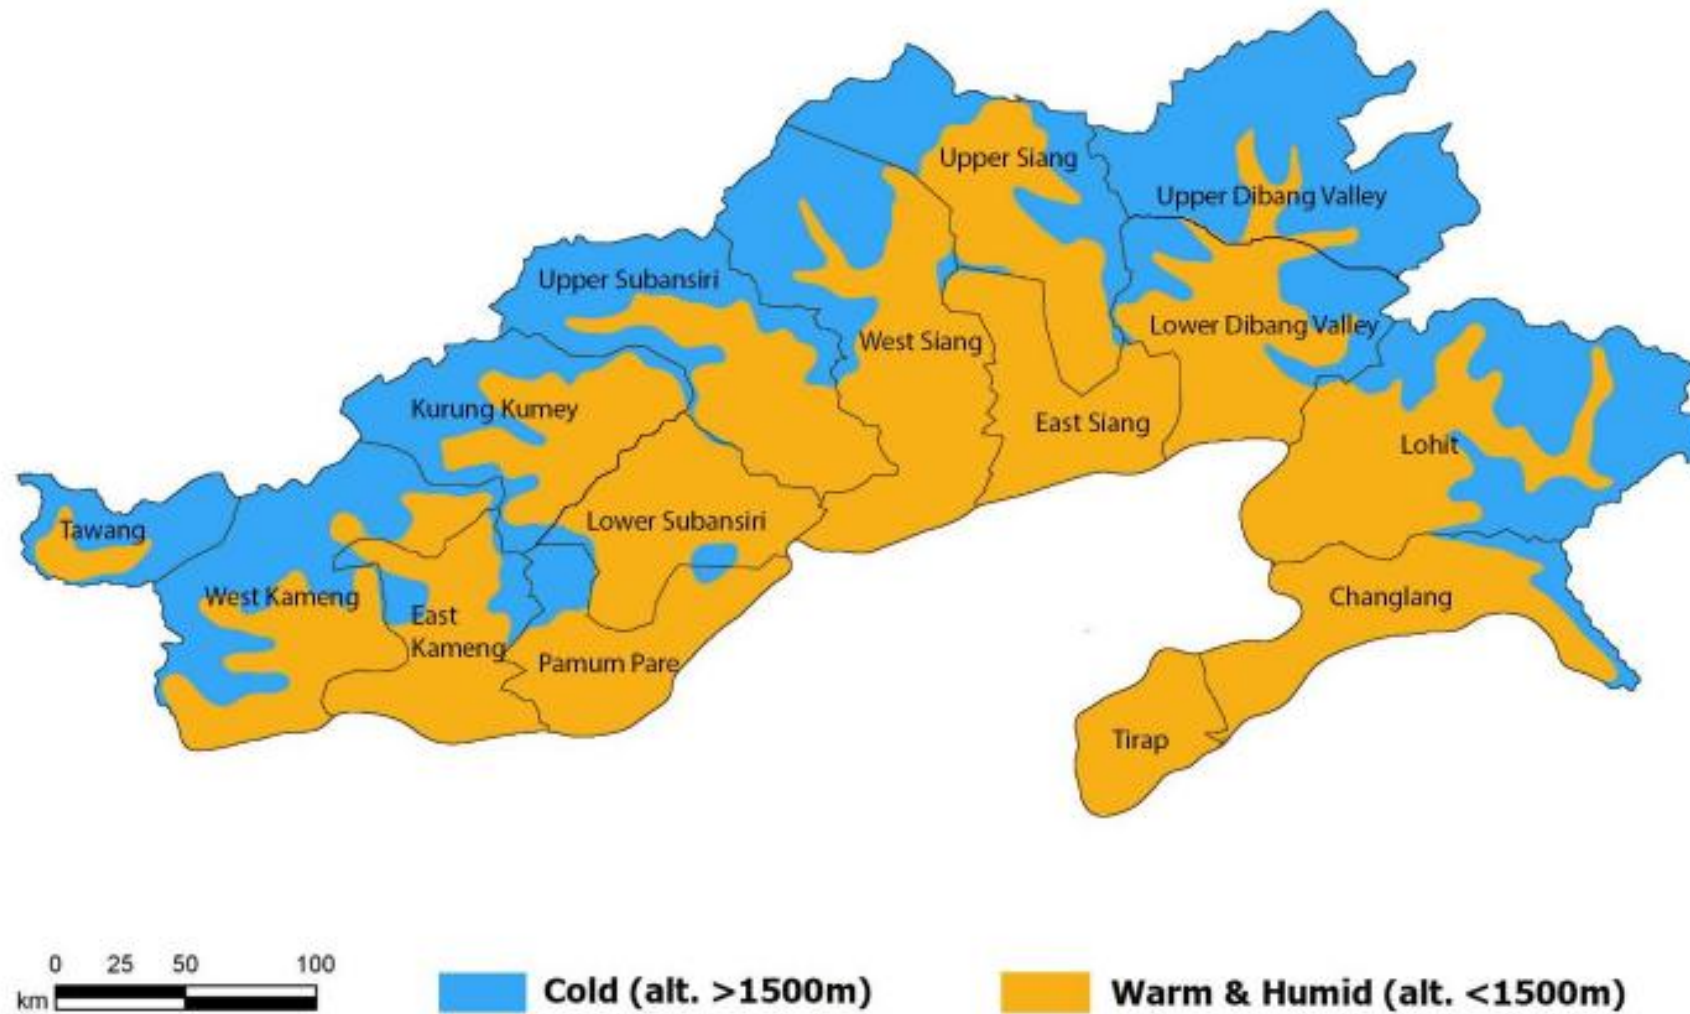 Upper Siang
Upper Dibang Valley
Upper Subansiri
Lower Dibang Valley
West Siang
Kurung Kumey
East Siang
Lohit
Lower Subansiri
Tawang
West Kameng
Changlang
East
Kameng
Pamum Pare
Tirap
0 25 50 100
km
Cold (alt. >1500m)
Warm & Humid (alt. <1500m)